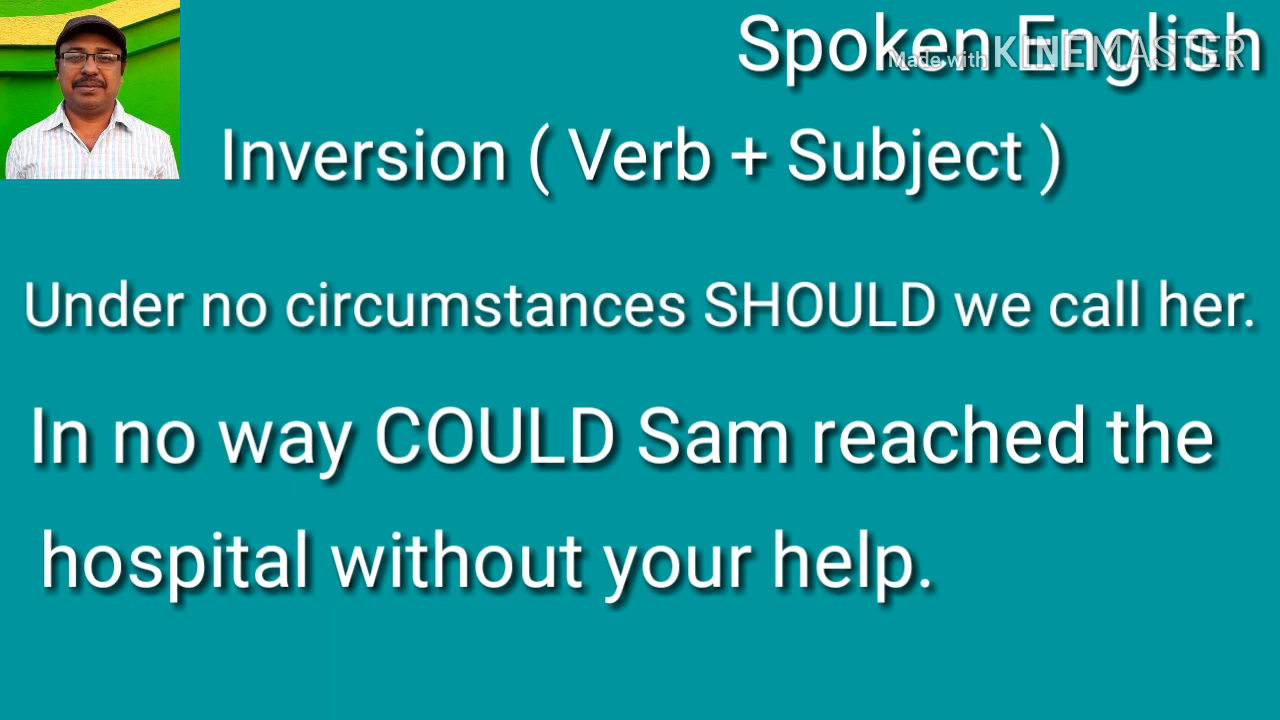 Spoken English
Made with KINEMASTER
Inversion ( Verb + Subject )
Under no circumstances SHOULD we call her.
In no way COULD Sam reached the
hospital without your help.